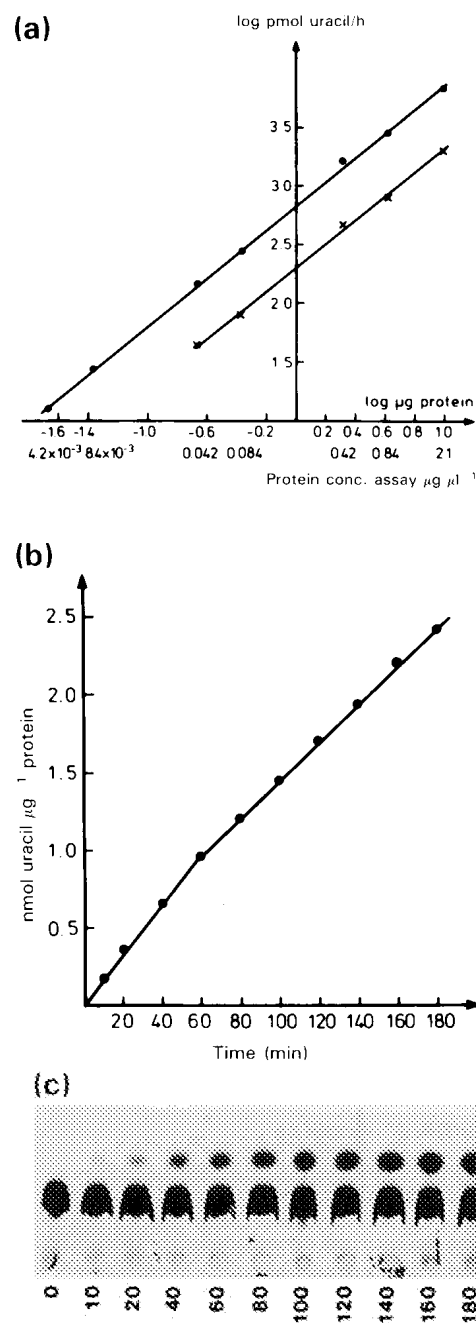 (a)
log pmol uracil/h
3.5
3.0
2.5
2.0
1.5
log µg protein
-1.6 -1.4 -1.0 -0.6 -0.2 0.2 0.4 0.6 0.8 1.0
4.2x10⁻³ 8.4x10⁻³ 0.042 0.084 0.42 0.84 2.1
Protein conc. assay µg µl⁻¹
(b)
2.5
2.0
1.5
1.0
0.5
nmol uracil µg⁻¹ protein
20 40 60 80 100 120 140 160 180
Time (min)
(c)
0 10 20 40 60 80 100 120 140 160 180